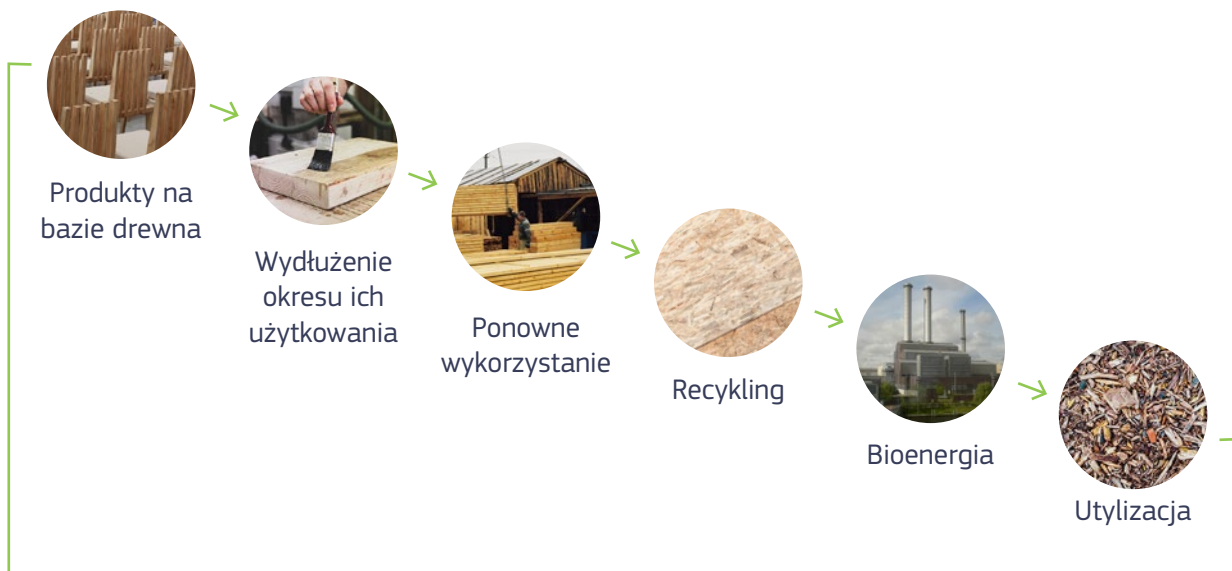 Produkty na
bazie drewna
Wydłużenie
okresu ich
użytkowania
Ponowne
wykorzystanie
Recykling
Bioenergia
Utylizacja